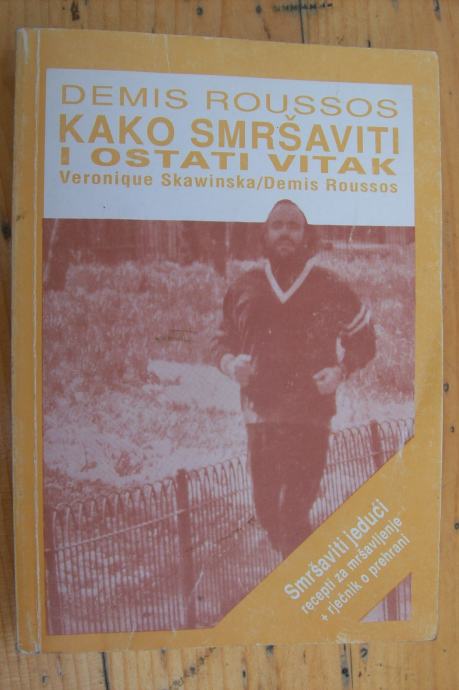 DEMIS ROUSSOS
KAKO SMRŠAVITI
I OSTATI VITAK
Veronique Skawinska/Demis Roussos
Smršaviti jedući
recepti za mršavljenje
+ rječnik o prehrani